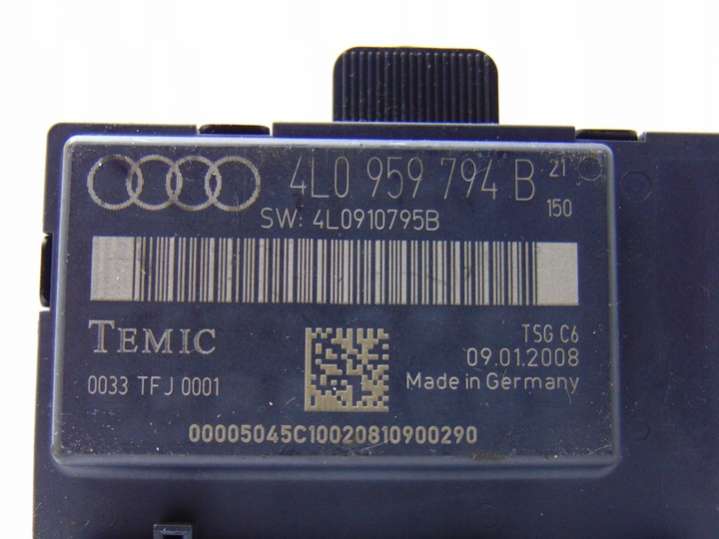 4L0 959 794 B 21
150
SW: 4L0910795B
TEMIC
TSG C6
09.01.2008
0033 TFJ 0001
Made in Germany
00005045C10020810900290